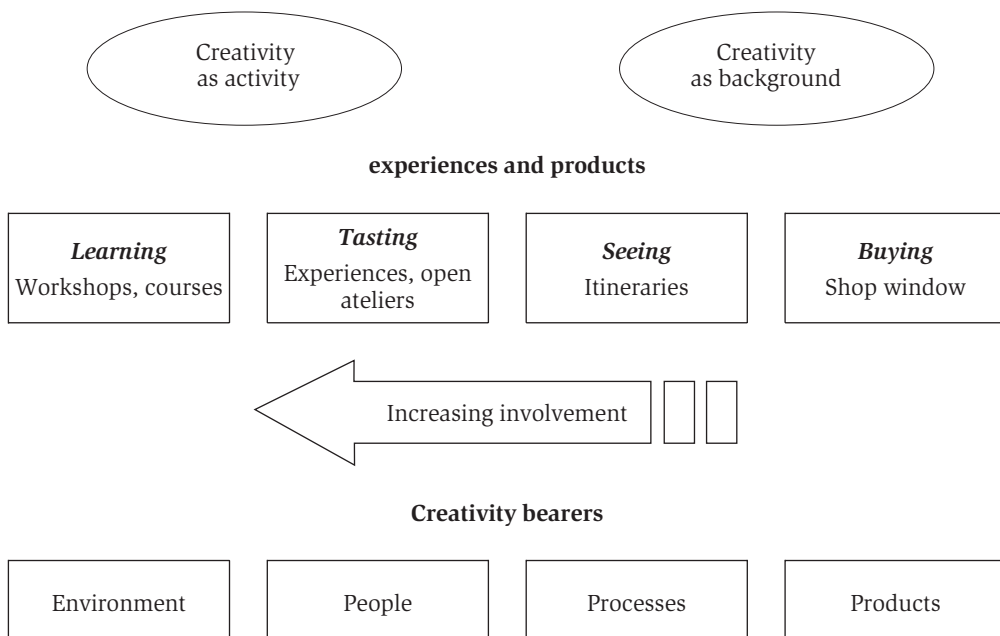 Creativity
as activity
Creativity
as background
experiences and products
Learning
Workshops, courses
Tasting
Experiences, open
ateliers
Seeing
Itineraries
Buying
Shop window
Increasing involvement
Creativity bearers
Environment
People
Processes
Products